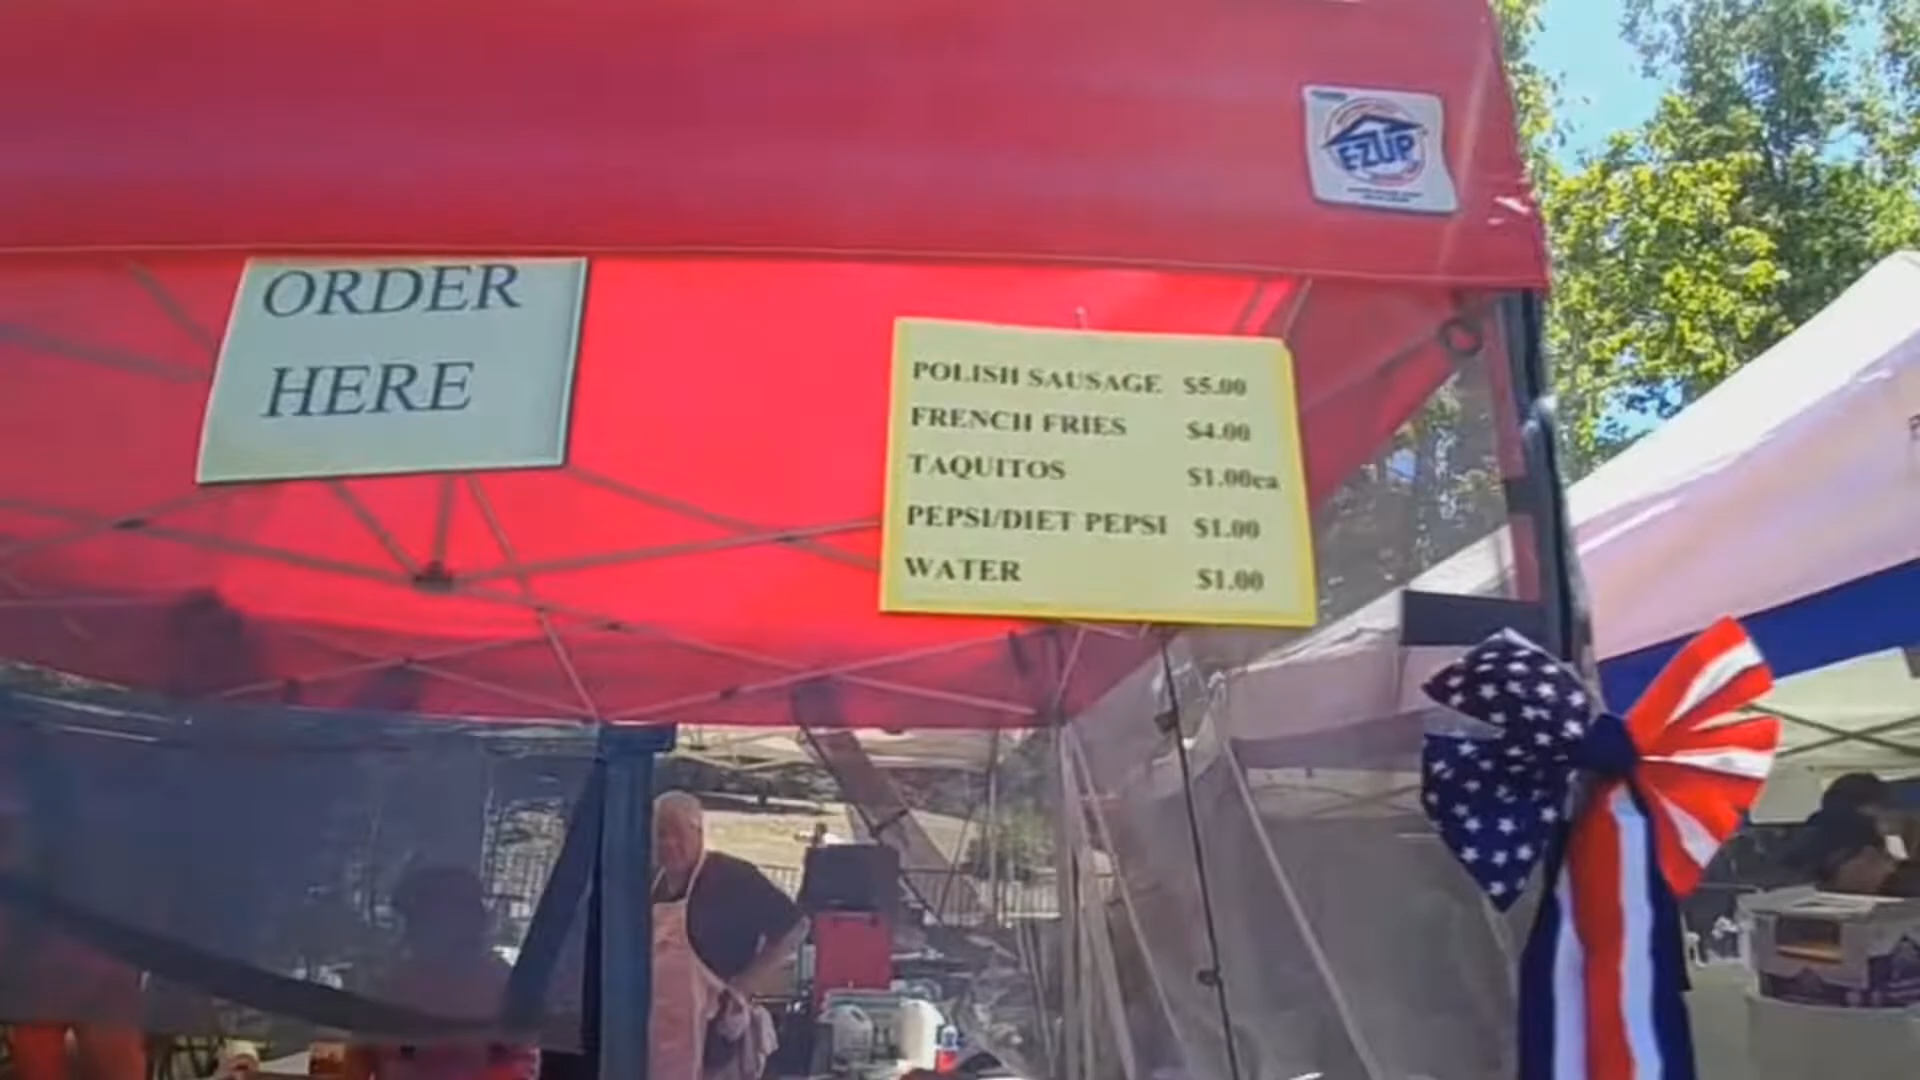 E-Z UP
ORDER
HERE
POLISH SAUSAGE $5.00
FRENCH FRIES $4.00
TAQUITOS $1.00ea
PEPSI/DIET PEPSI $1.00
WATER $1.00